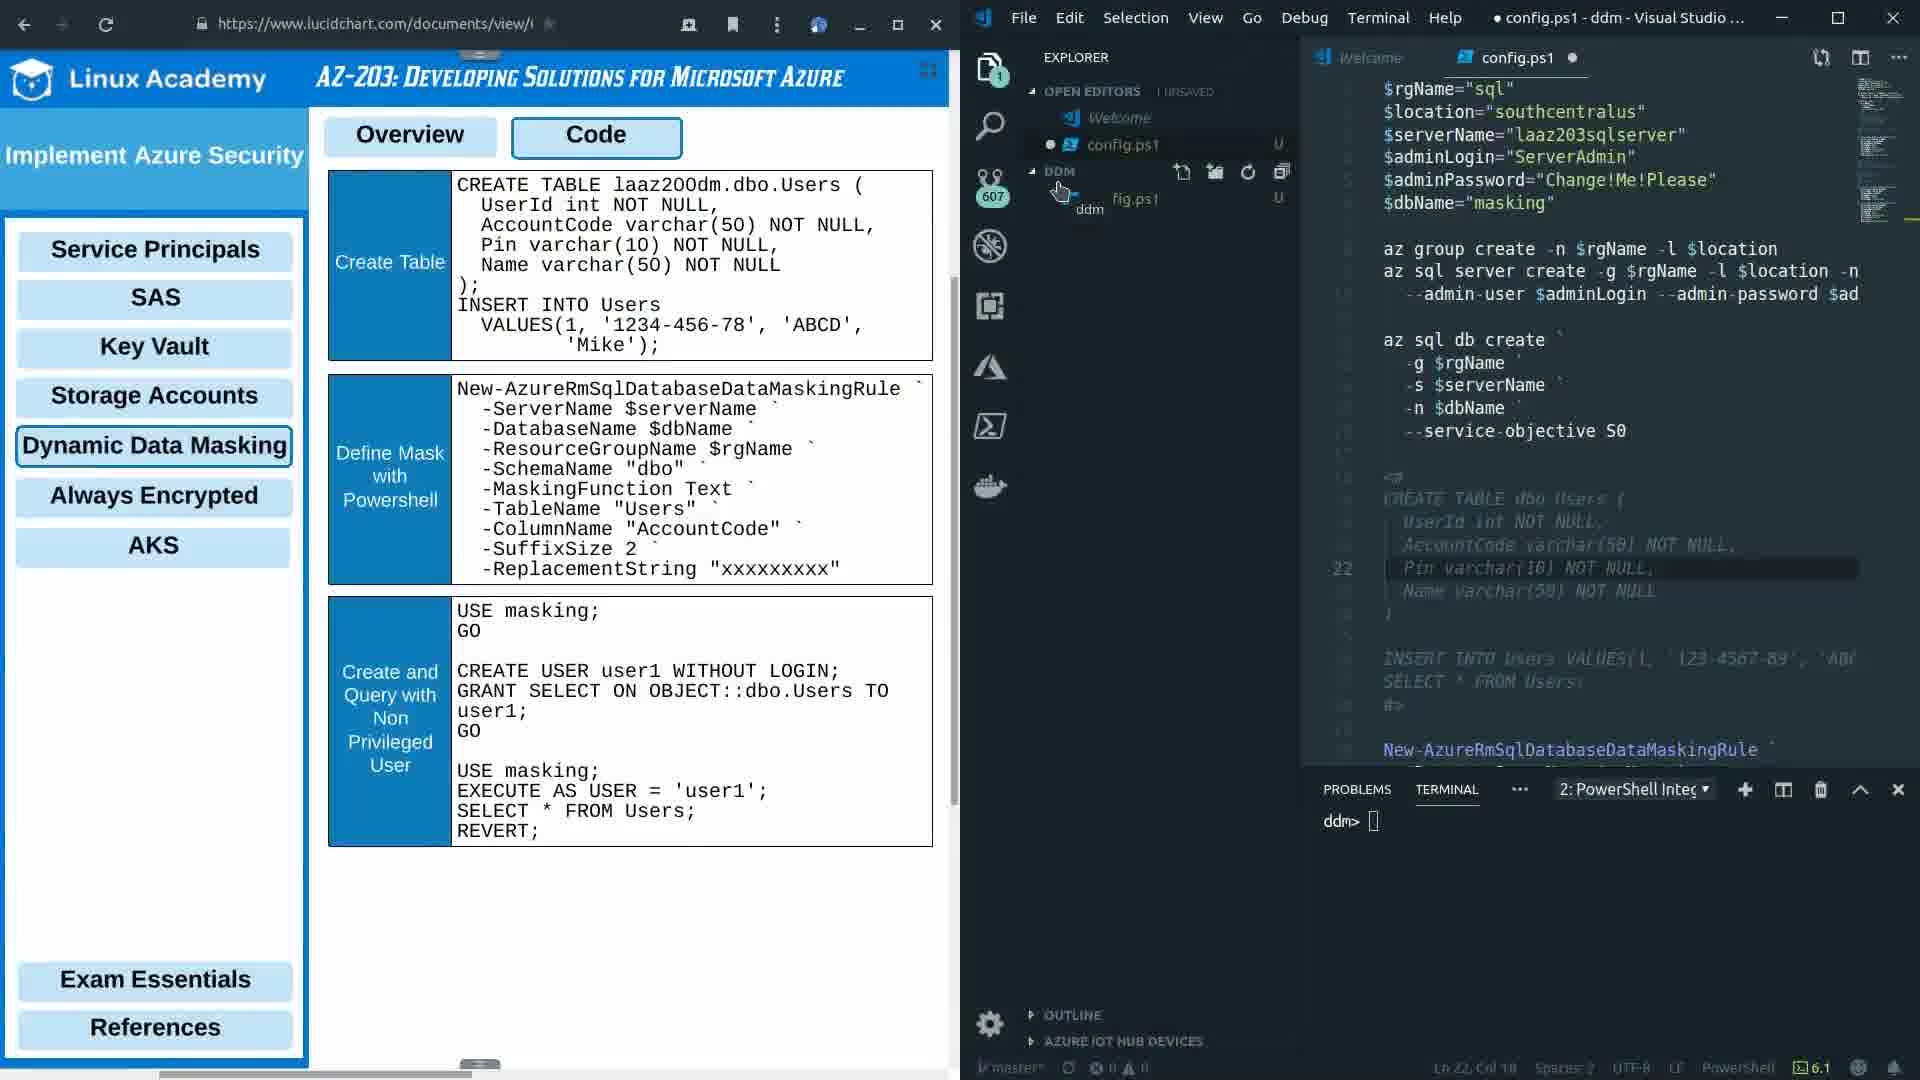 https://www.lucidchart.com/documents/view/
Linux Academy
AZ-203: Developing Solutions for Microsoft Azure
Implement Azure Security
Service Principals
SAS
Key Vault
Storage Accounts
Dynamic Data Masking
Always Encrypted
AKS
Exam Essentials
References
Overview
Code
Create Table
CREATE TABLE laaz200dm.dbo.Users (
UserId int NOT NULL,
AccountCode varchar(50) NOT NULL,
Pin varchar(10) NOT NULL,
Name varchar(50) NOT NULL
);
INSERT INTO Users
VALUES(1, '1234-456-78', 'ABCD',
'Mike');
Define Mask
with
Powershell
New-AzureRmSqlDatabaseDataMaskingRule `
-ServerName $serverName `
-DatabaseName $dbName `
-ResourceGroupName $rgName `
-SchemaName "dbo" `
-MaskingFunction Text `
-TableName "Users" `
-ColumnName "AccountCode" `
-SuffixSize 2 `
-ReplacementString "xxxxxxxxx"
Create and
Query with
Non
Privileged
User
USE masking;
GO
CREATE USER user1 WITHOUT LOGIN;
GRANT SELECT ON OBJECT::dbo.Users TO
user1;
GO
USE masking;
EXECUTE AS USER = 'user1';
SELECT * FROM Users;
REVERT;
File Edit Selection View Go Debug Terminal Help
● config.ps1 - ddm - Visual Studio ...
EXPLORER
OPEN EDITORS 1 UNSAVED
Welcome
config.ps1 U
DDM
fig.ps1 U
ddm
1
607
OUTLINE
AZURE IOT HUB DEVICES
Welcome
config.ps1
$rgName="sql"
$location="southcentralus"
$serverName="laaz203sqlserver"
$adminLogin="ServerAdmin"
$adminPassword="Change!Me!Please"
$dbName="masking"
az group create -n $rgName -l $location
az sql server create -g $rgName -l $location -n
--admin-user $adminLogin --admin-password $ad
az sql db create `
-g $rgName `
-s $serverName `
-n $dbName `
--service-objective S0
<#
CREATE TABLE dbo.Users (
UserId int NOT NULL,
AccountCode varchar(50) NOT NULL,
22 Pin varchar(10) NOT NULL,
Name varchar(50) NOT NULL
)
INSERT INTO Users VALUES(1, '123-4567-89', 'ABC
SELECT * FROM Users;
#>
New-AzureRmSqlDatabaseDataMaskingRule `
PROBLEMS TERMINAL ... 2: PowerShell Integ
ddm>
master* 0 0 Ln 22, Col 18 Spaces: 2 UTF-8 LF PowerShell 6.1